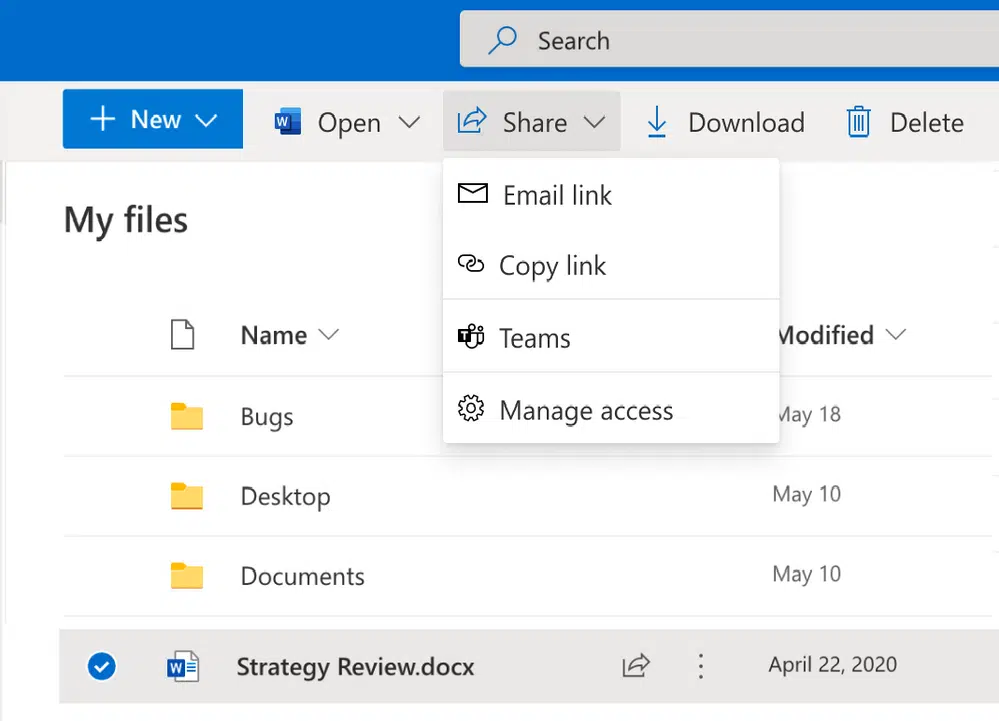 Search
New
Open
Share
Download
Delete
Email link
My files
Copy link
Name
Teams
Modified
Manage access
Bugs
May 18
Desktop
May 10
Documents
May 10
Strategy Review.docx
April 22, 2020